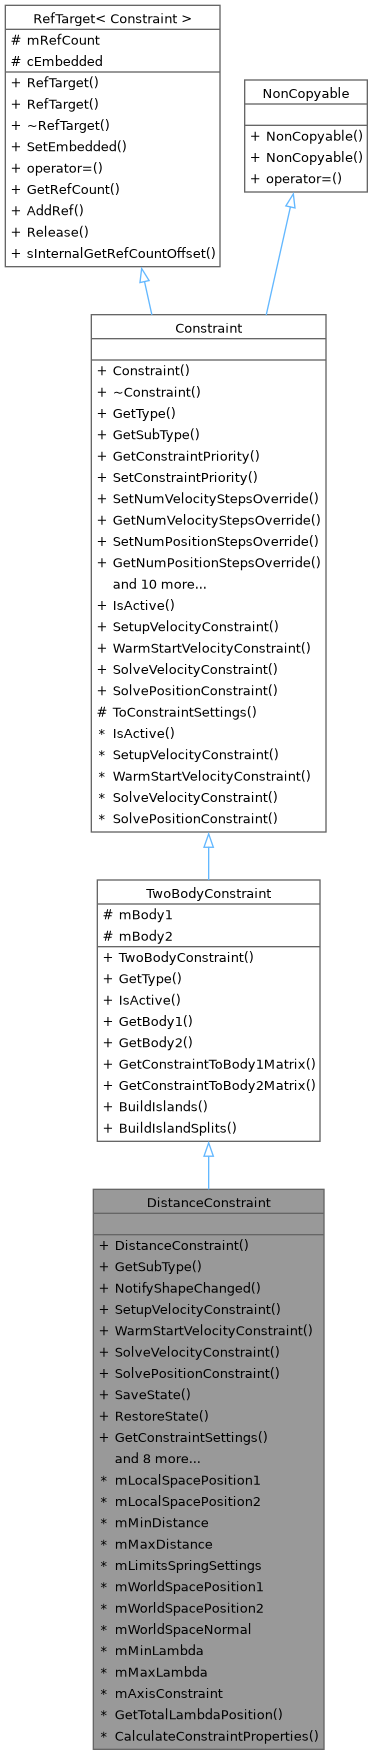 RefTarget< Constraint >
# mRefCount
# cEmbedded
+ RefTarget()
+ RefTarget()
+ ~RefTarget()
+ SetEmbedded()
+ operator=()
+ GetRefCount()
+ AddRef()
+ Release()
+ sInternalGetRefCountOffset()
NonCopyable
+ NonCopyable()
+ NonCopyable()
+ operator=()
Constraint
+ Constraint()
+ ~Constraint()
+ GetType()
+ GetSubType()
+ GetConstraintPriority()
+ SetConstraintPriority()
+ SetNumVelocityStepsOverride()
+ GetNumVelocityStepsOverride()
+ SetNumPositionStepsOverride()
+ GetNumPositionStepsOverride()
and 10 more...
+ IsActive()
+ SetupVelocityConstraint()
+ WarmStartVelocityConstraint()
+ SolveVelocityConstraint()
+ SolvePositionConstraint()
# ToConstraintSettings()
* IsActive()
* SetupVelocityConstraint()
* WarmStartVelocityConstraint()
* SolveVelocityConstraint()
* SolvePositionConstraint()
TwoBodyConstraint
# mBody1
# mBody2
+ TwoBodyConstraint()
+ GetType()
+ IsActive()
+ GetBody1()
+ GetBody2()
+ GetConstraintToBody1Matrix()
+ GetConstraintToBody2Matrix()
+ BuildIslands()
+ BuildIslandSplits()
DistanceConstraint
+ DistanceConstraint()
+ GetSubType()
+ NotifyShapeChanged()
+ SetupVelocityConstraint()
+ WarmStartVelocityConstraint()
+ SolveVelocityConstraint()
+ SolvePositionConstraint()
+ SaveState()
+ RestoreState()
+ GetConstraintSettings()
and 8 more...
* mLocalSpacePosition1
* mLocalSpacePosition2
* mMinDistance
* mMaxDistance
* mLimitsSpringSettings
* mWorldSpacePosition1
* mWorldSpacePosition2
* mWorldSpaceNormal
* mMinLambda
* mMaxLambda
* mAxisConstraint
* GetTotalLambdaPosition()
* CalculateConstraintProperties()